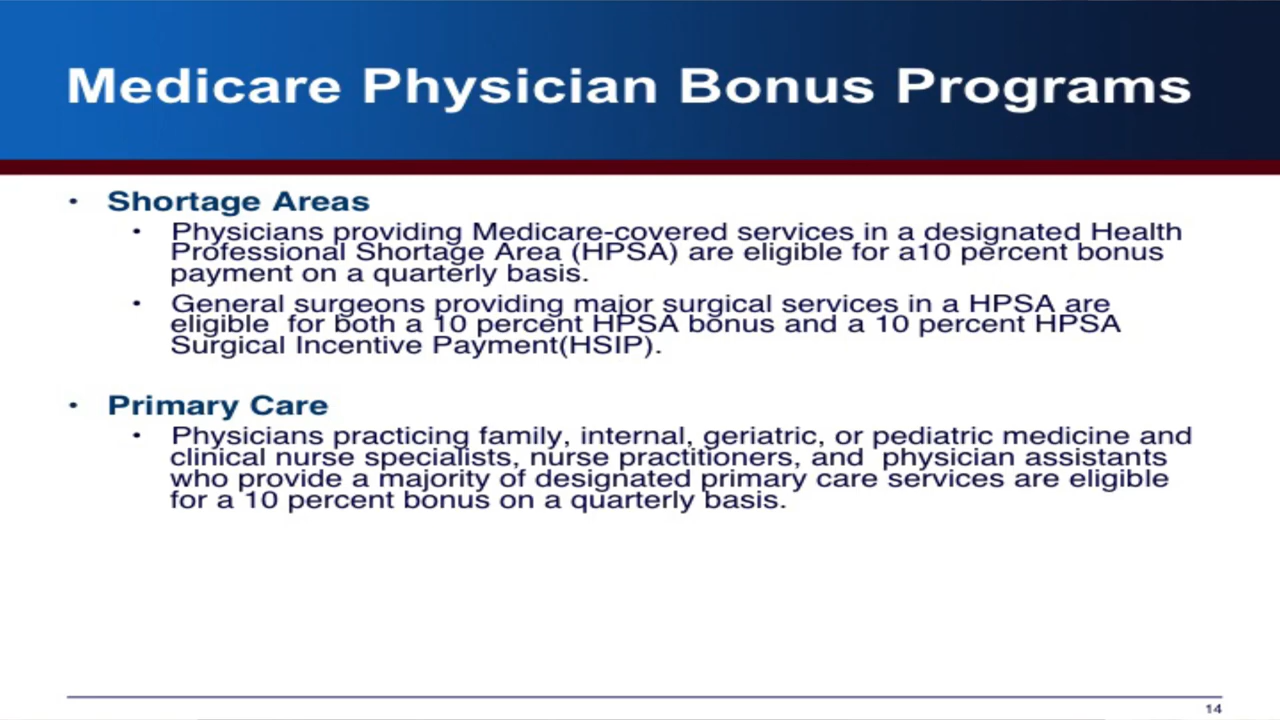 Medicare Physician Bonus Programs
• Shortage Areas
• Physicians providing Medicare-covered services in a designated Health
Professional Shortage Area (HPSA) are eligible for a10 percent bonus
payment on a quarterly basis.
• General surgeons providing major surgical services in a HPSA are
eligible  for both a 10 percent HPSA bonus and a 10 percent HPSA
Surgical Incentive Payment(HSIP).
• Primary Care
• Physicians practicing family, internal, geriatric, or pediatric medicine and
clinical nurse specialists, nurse practitioners, and  physician assistants
who provide a majority of designated primary care services are eligible
for a 10 percent bonus on a quarterly basis.
14